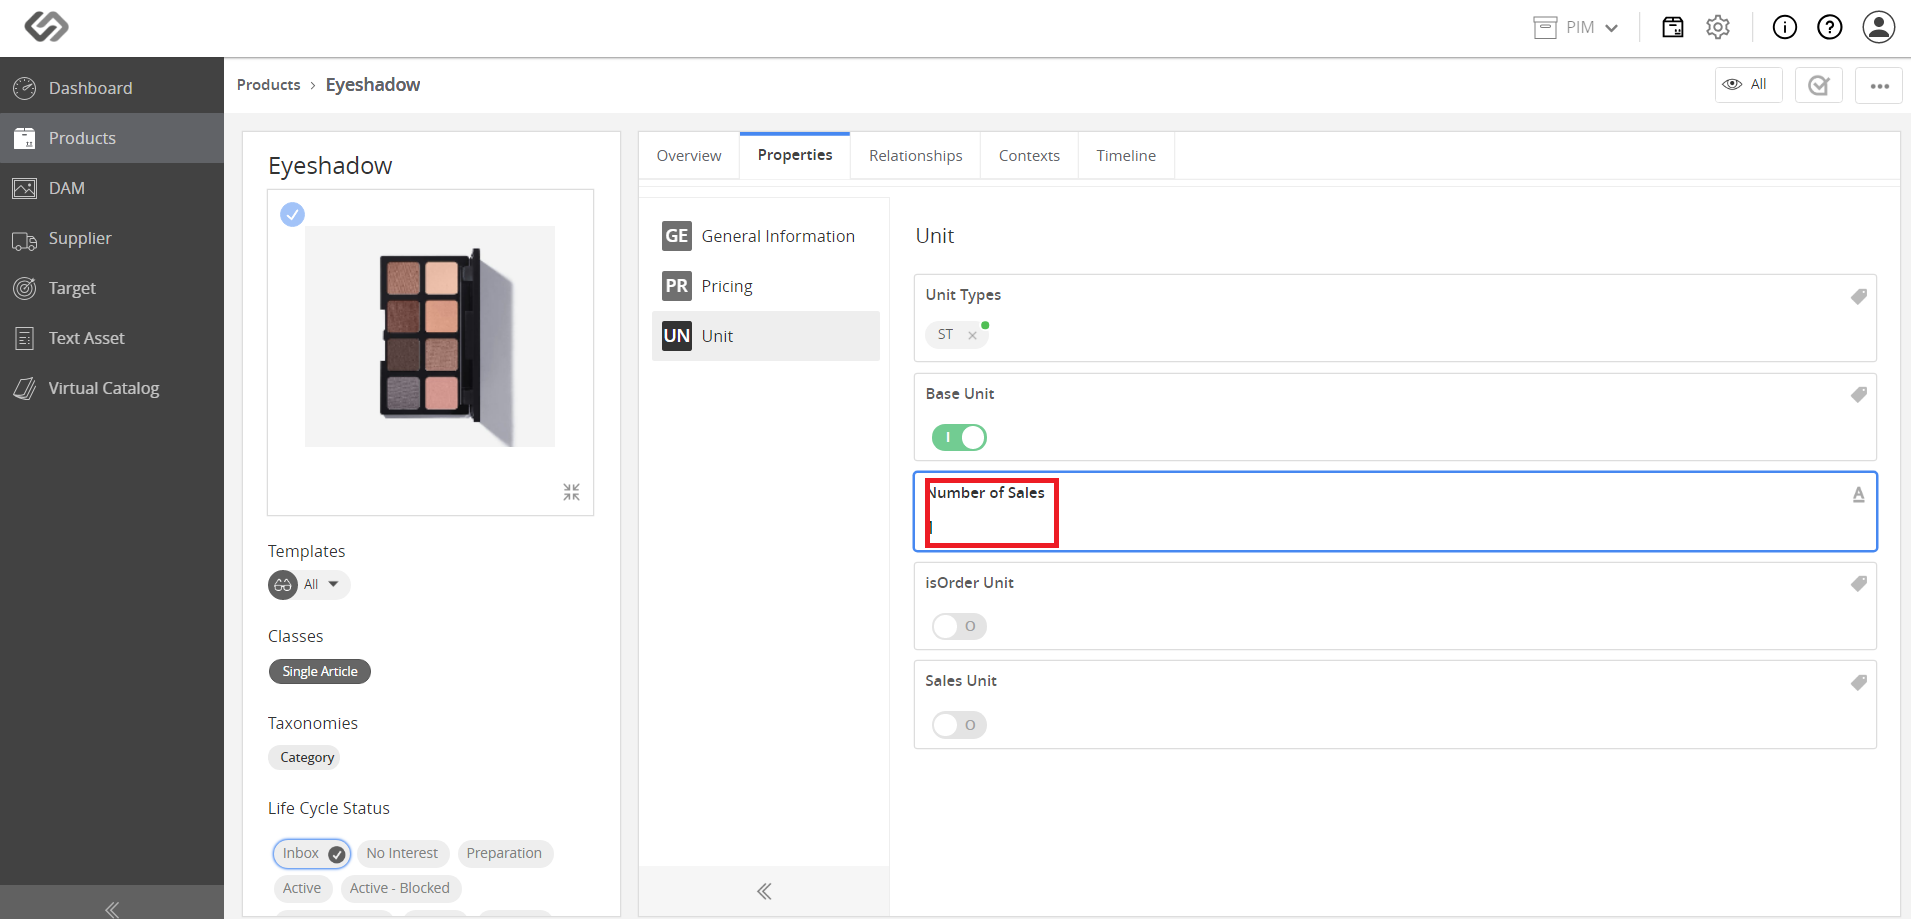 PIM
Dashboard
Products
DAM
Supplier
Target
Text Asset
Virtual Catalog
Products › Eyeshadow
All
Eyeshadow
Templates
All
Classes
Single Article
Taxonomies
Category
Life Cycle Status
Inbox
No Interest
Preparation
Active
Active - Blocked
Overview
Properties
Relationships
Contexts
Timeline
GE General Information
PR Pricing
UN Unit
Unit
Unit Types
ST
Base Unit
Number of Sales
isOrder Unit
Sales Unit